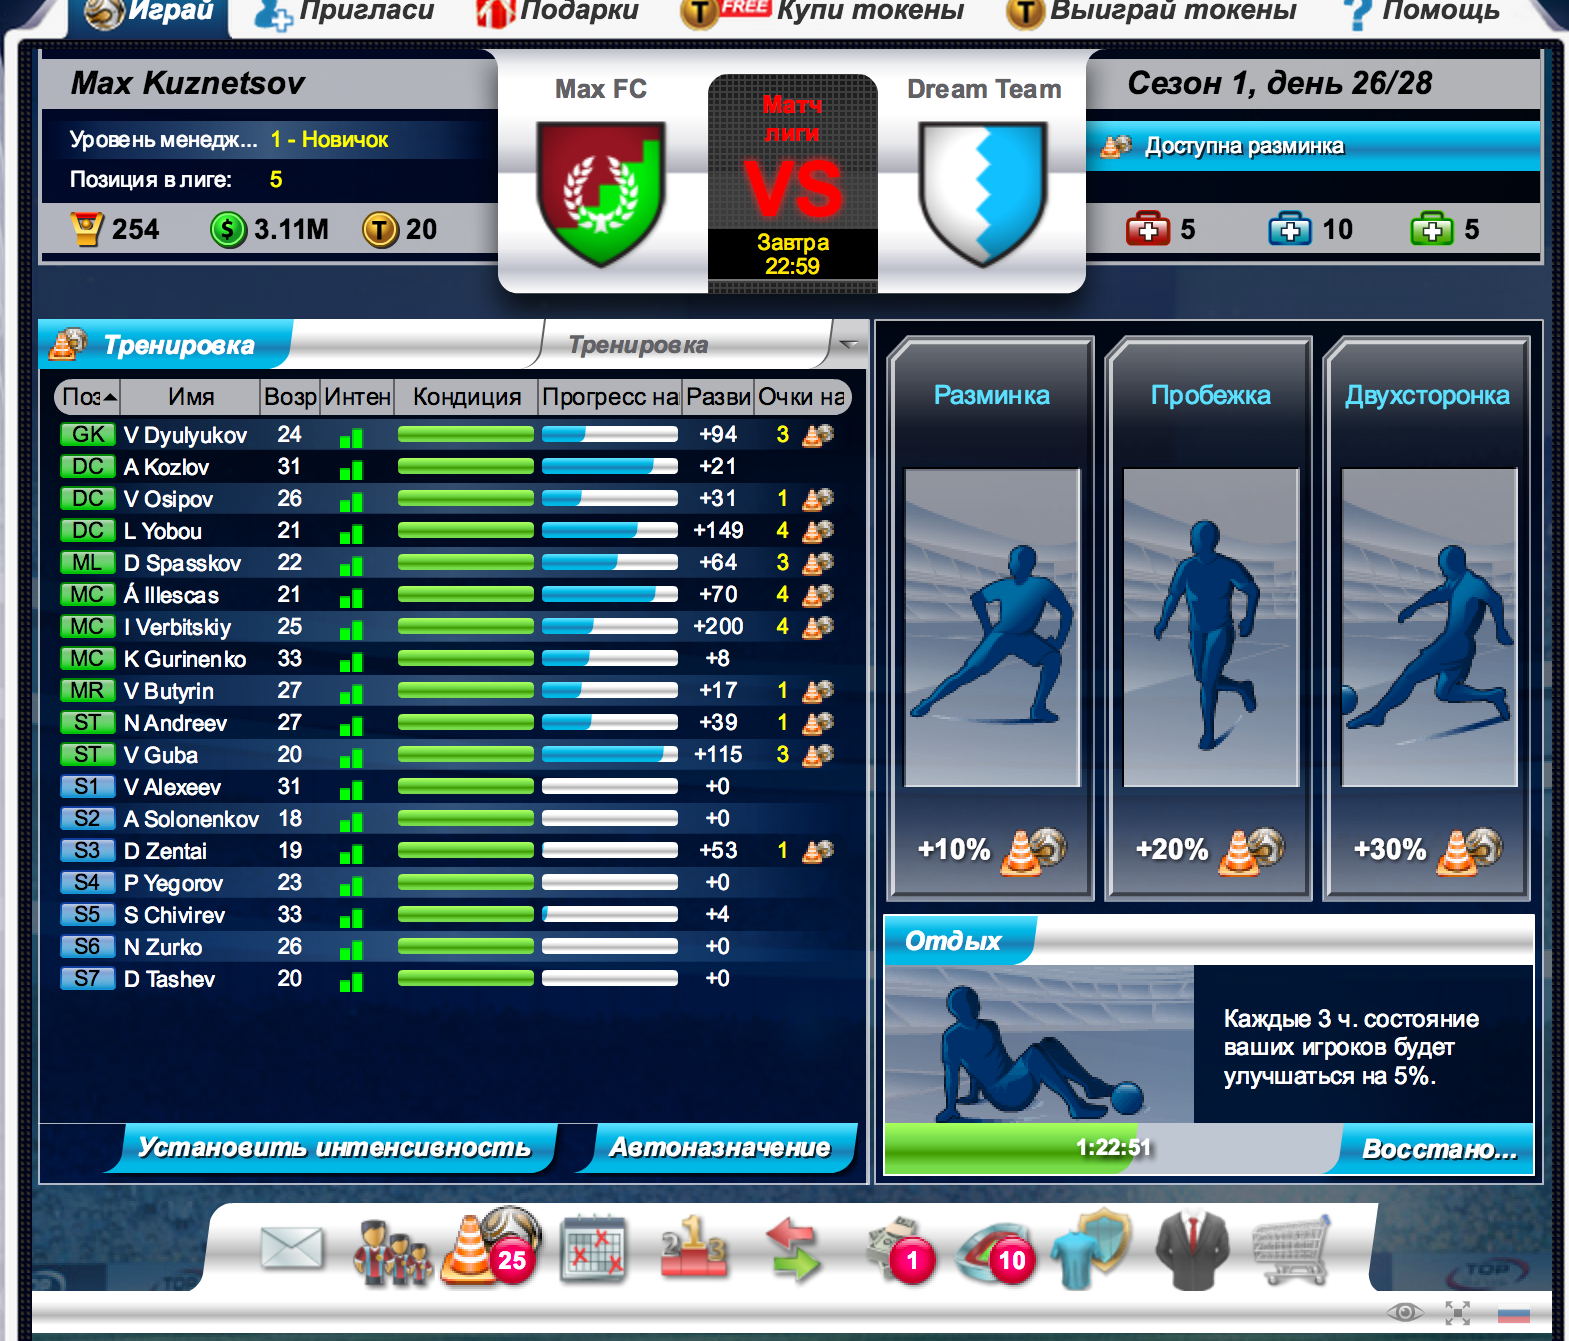 Играй
Пригласи
Подарки
T FREE Купи токены
T Выиграй токены
? Помощь
Max Kuznetsov
Уровень менедж... 1 - Новичок
Позиция в лиге: 5
254 $ 3.11M T 20
Max FC
Матч
лиги
VS
Завтра
22:59
Dream Team
Сезон 1, день 26/28
Доступна разминка
5 10 5
Тренировка
Тренировка
Поз Имя Возр Интен Кондиция Прогресс на Разви Очки на
GK V Dyulyukov 24 +94 3
DC A Kozlov 31 +21
DC V Osipov 26 +31 1
DC L Yobou 21 +149 4
ML D Spasskov 22 +64 3
MC Á Illescas 21 +70 4
MC I Verbitskiy 25 +200 4
MC K Gurinenko 33 +8
MR V Butyrin 27 +17 1
ST N Andreev 27 +39 1
ST V Guba 20 +115 3
S1 V Alexeev 31 +0
S2 A Solonenkov 18 +0
S3 D Zentai 19 +53 1
S4 P Yegorov 23 +0
S5 S Chivirev 33 +4
S6 N Zurko 26 +0
S7 D Tashev 20 +0
Установить интенсивность
Автоназначение
Разминка
+10%
Пробежка
+20%
Двухсторонка
+30%
Отдых
Каждые 3 ч. состояние
ваших игроков будет
улучшаться на 5%.
1:22:51
Восстано...
25
2 1 3
1
10
TOP